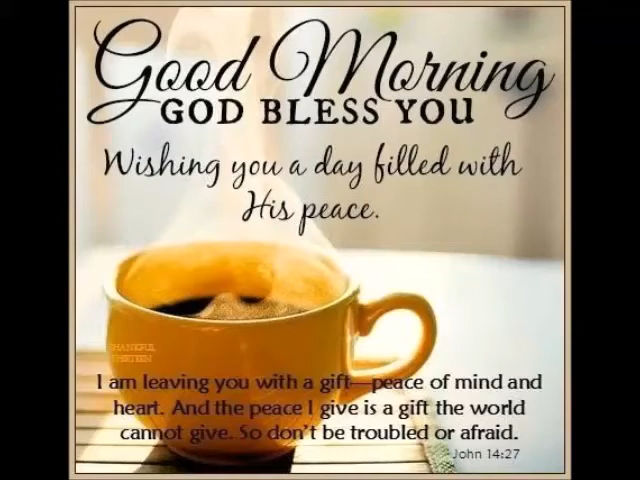 Good Morning
GOD BLESS YOU
Wishing you a day filled with
His peace.
I am leaving you with a gift—peace of mind and
heart. And the peace I give is a gift the world
cannot give. So don't be troubled or afraid.
John 14:27